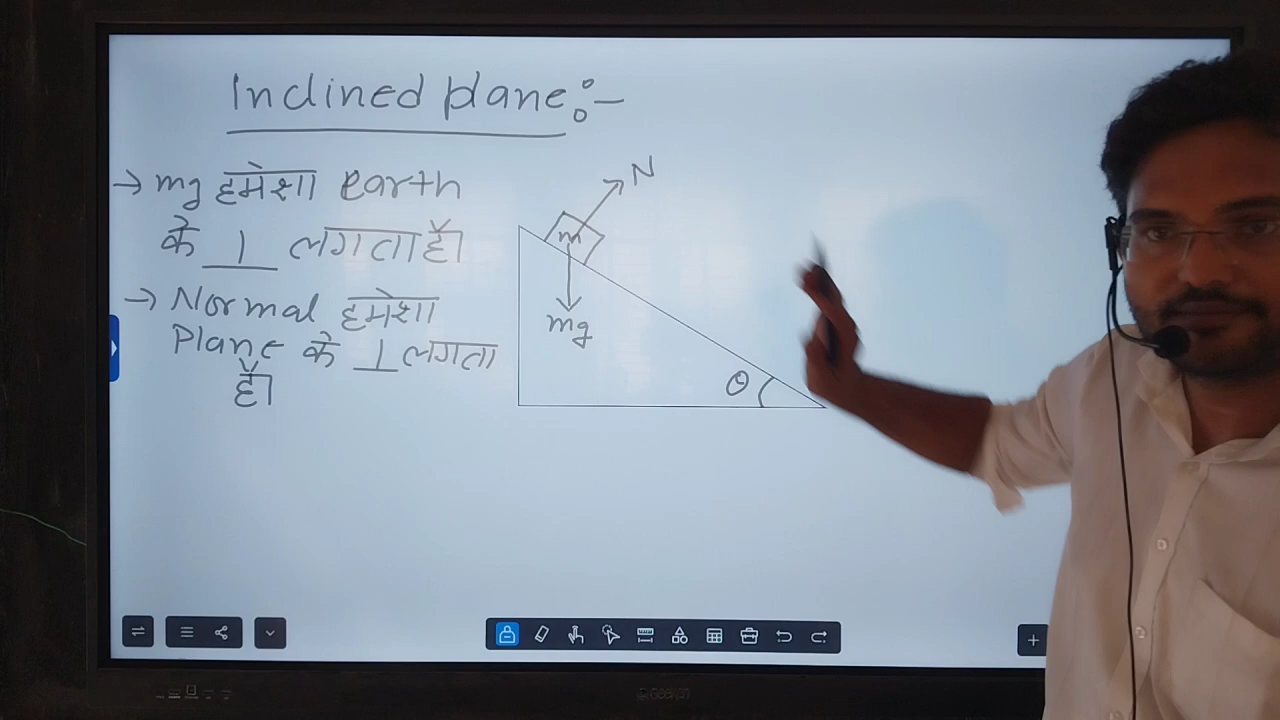 Inclined plane:-
→ mg हमेशा earth
के ⊥ लगता है।
→ Normal हमेशा
Plane के ⊥ लगता
है।
N
m
mg
θ